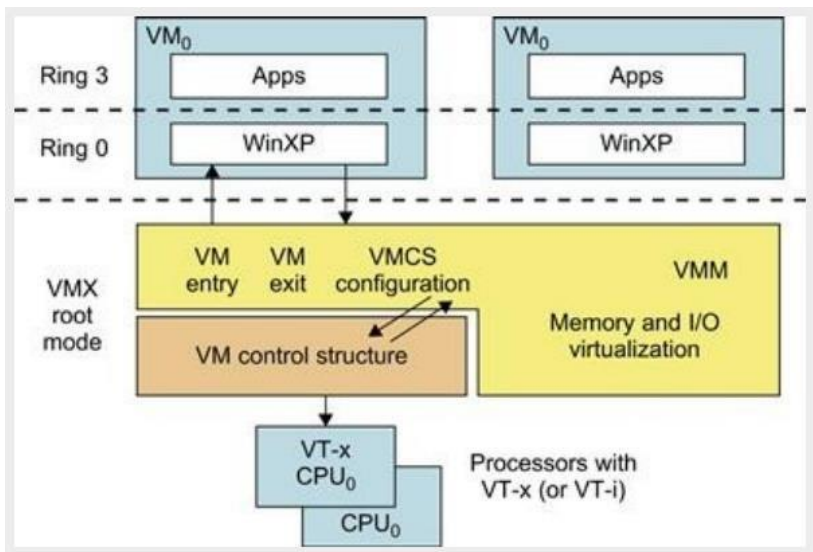 VM₀
VM₀
Ring 3
Apps
Apps
Ring 0
WinXP
WinXP
VMX
root
mode
VM
entry
VM
exit
VMCS
configuration
VMM
Memory and I/O
virtualization
VM control structure
VT-x
CPU₀
CPU₀
Processors with
VT-x (or VT-i)